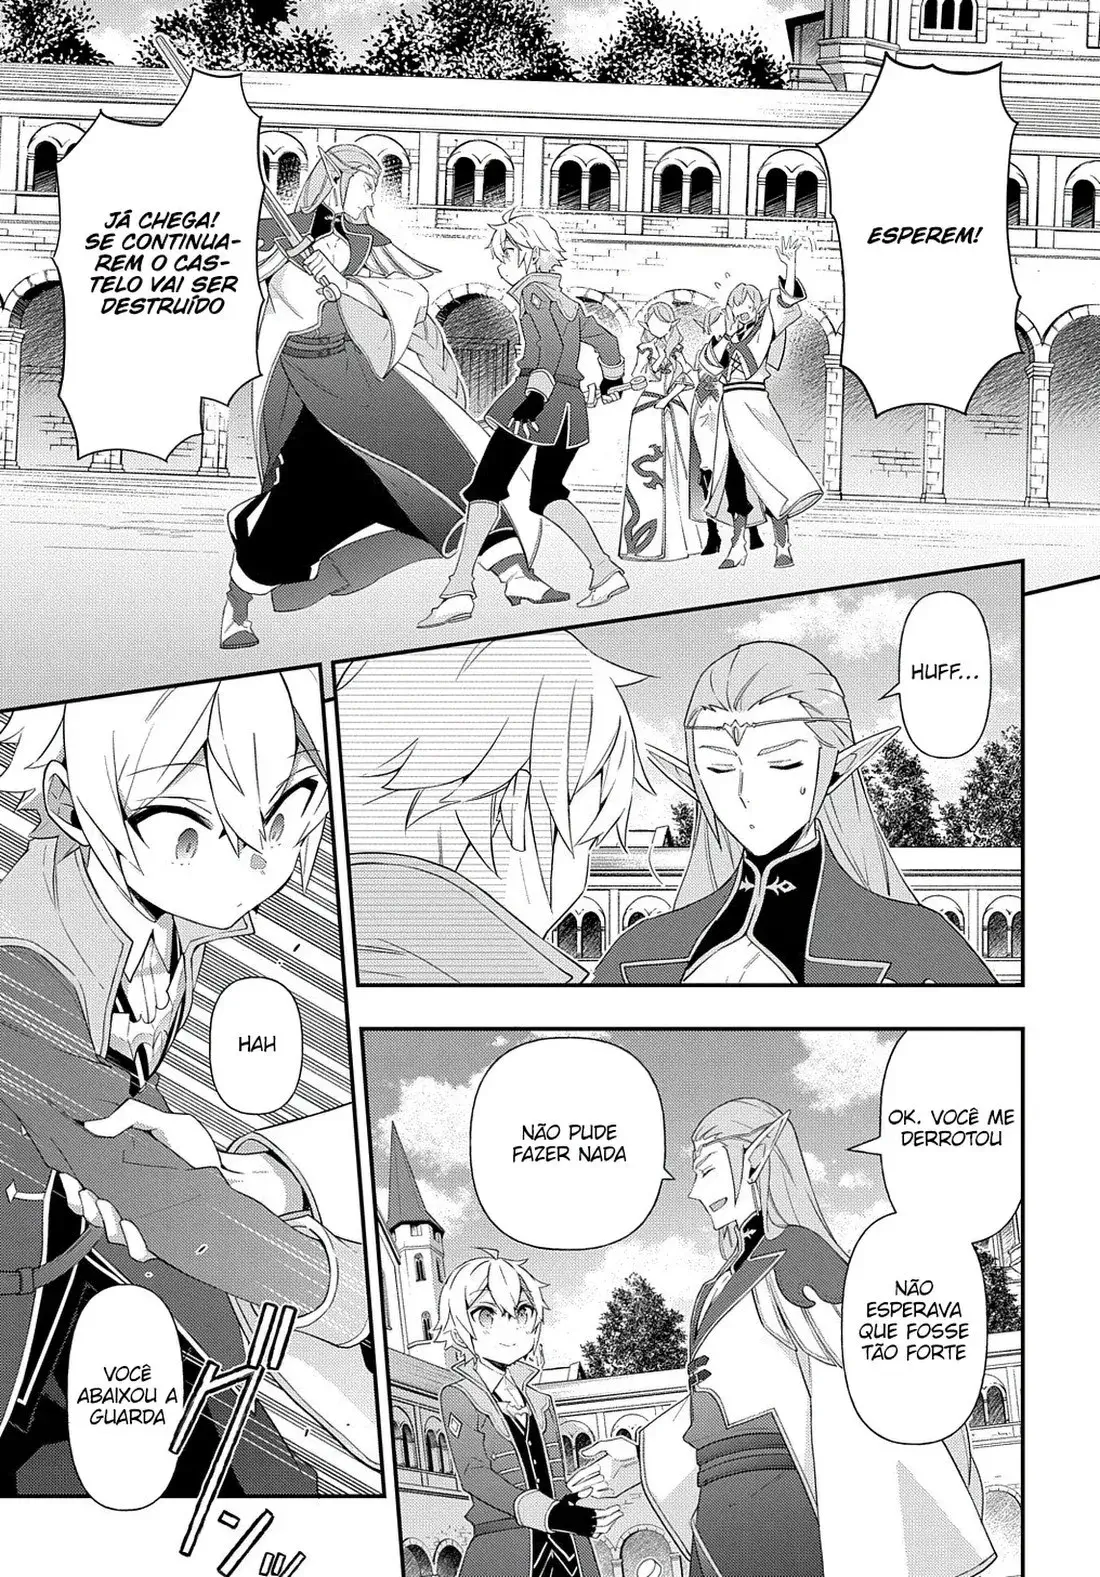 ESPEREM!
JÁ CHEGA!
SE CONTINUA-
REM O CAS-
TELO VAI SER
DESTRUÍDO
HUFF...
OK. VOCÊ ME
DERROTOU
NÃO
ESPERAVA
QUE FOSSE
TÃO FORTE
NÃO PUDE
FAZER NADA
HAH
VOCÊ
ABAIXOU A
GUARDA